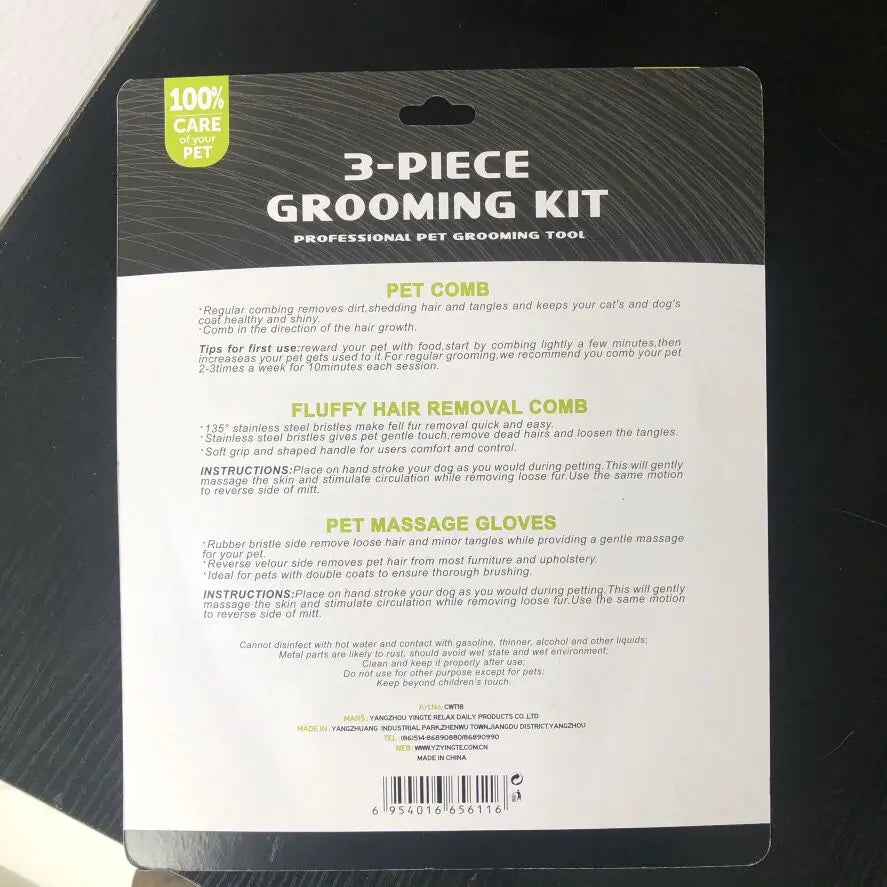 100%
CARE
of your
PET
3-PIECE
GROOMING KIT
PROFESSIONAL PET GROOMING TOOL
PET COMB
·Regular combing removes dirt,shedding hair and tangles and keeps your cat's and dog's
coat healthy and shiny.
·Comb in the direction of the hair growth.
Tips for first use:reward your pet with food,start by combing lightly a few minutes,then
increaseas your pet gets used to it.For regular grooming,we recommend you comb your pet
2-3times a week for 10minutes each session.
FLUFFY HAIR REMOVAL COMB
·135° stainless steel bristles make fell fur removal quick and easy.
·Stainless steel bristles gives pet gentle touch,remove dead hairs and loosen the tangles.
·Soft grip and shaped handle for users comfort and control.
INSTRUCTIONS:Place on hand stroke your dog as you would during petting.This will gently
massage the skin and stimulate circulation while removing loose fur.Use the same motion
to reverse side of mitt.
PET MASSAGE GLOVES
·Rubber bristle side remove loose hair and minor tangles while providing a gentle massage
for your pet.
·Reverse velour side removes pet hair from most furniture and upholstery.
·Ideal for pets with double coats to ensure thorough brushing.
INSTRUCTIONS:Place on hand stroke your dog as you would during petting.This will gently
massage the skin and stimulate circulation while removing loose fur.Use the same motion
to reverse side of mitt.
Cannot disinfect with hot water and contact with gasoline, thinner, alcohol and other liquids;
Metal parts are likely to rust, should avoid wet state and wet environment;
Clean and keep it properly after use;
Do not use for other purpose except for pets;
Keep beyond children's touch.
Art.No: CWT18
MARS : YANGZHOU YINGTE RELAX DAILY PRODUCTS CO.,LTD
MADE IN : YANGZHUANG INDUSTRIAL PARK,ZHENWU TOWN,JIANGDU DISTRICT,YANGZHOU
TEL : (86)514-86890880/86890990
WEB : WWW.YZYINGTE.COM.CN
MADE IN CHINA
6 954016 656116